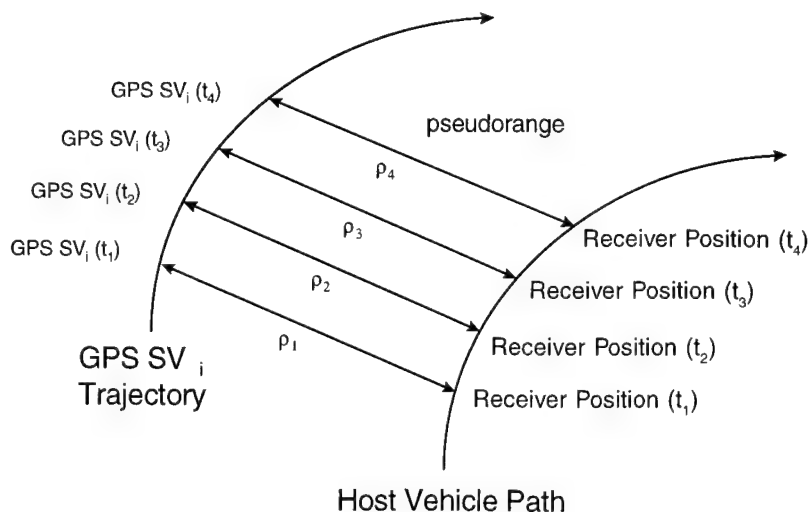 GPS SVᵢ (t₄)
pseudorange
GPS SVᵢ (t₃)
ρ₄
GPS SVᵢ (t₂)
ρ₃
Receiver Position (t₄)
GPS SVᵢ (t₁)
ρ₂
Receiver Position (t₃)
ρ₁
Receiver Position (t₂)
GPS SV ᵢ
Trajectory
Receiver Position (t₁)
Host Vehicle Path